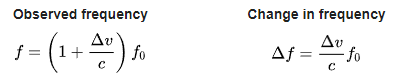 Observed frequency
f = (1 + Δv/c) f₀
Change in frequency
Δf = Δv/c f₀